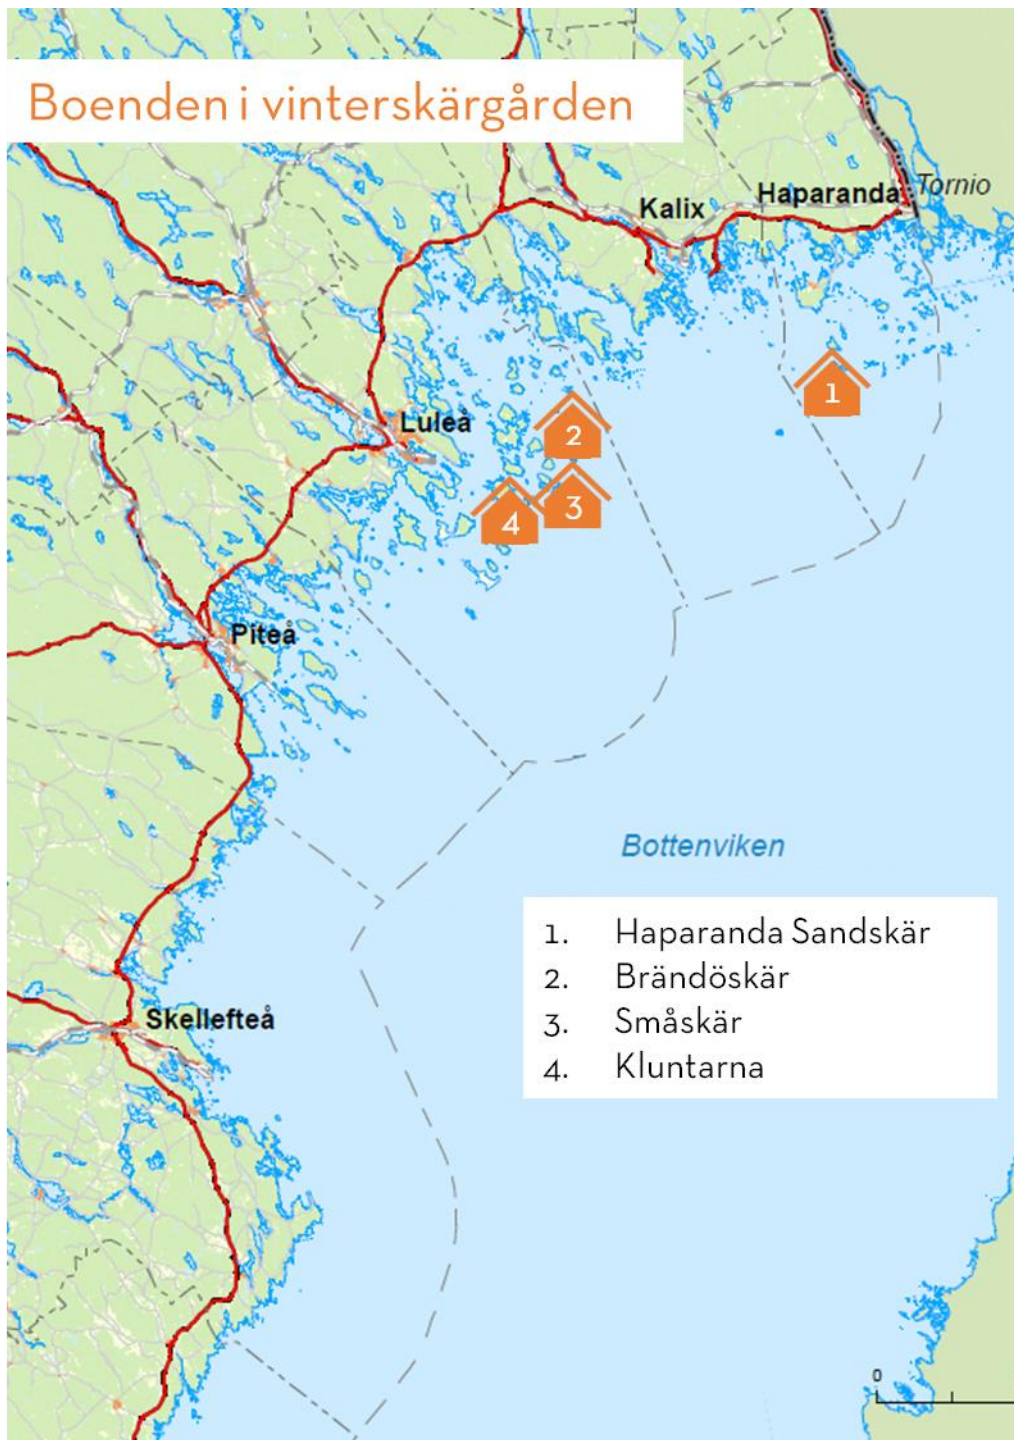 Boenden i vinterskärgården
Tornio
Haparanda
Kalix
1
Luleå
2
3
4
Piteå
Bottenviken
1. Haparanda Sandskär
2. Brändöskär
3. Småskär
4. Kluntarna
Skellefteå
0